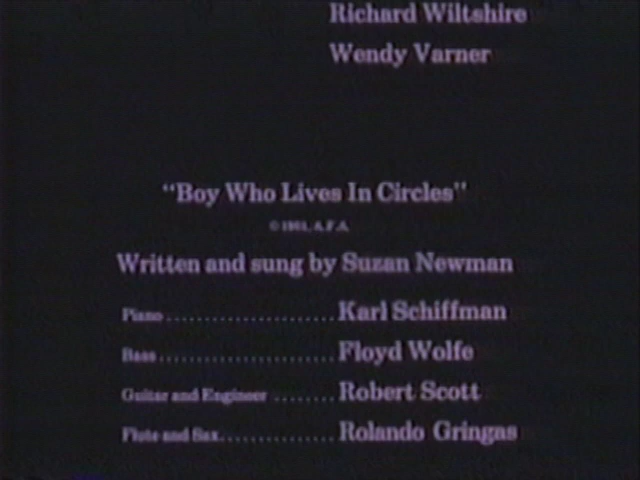 Richard Wiltshire
Wendy Varner
"Boy Who Lives In Circles"
© 1981, A.F.A.
Written and sung by Suzan Newman
Piano ...................... Karl Schiffman
Bass ....................... Floyd Wolfe
Guitar and Engineer ........ Robert Scott
Flute and Sax ............... Rolando Gringas